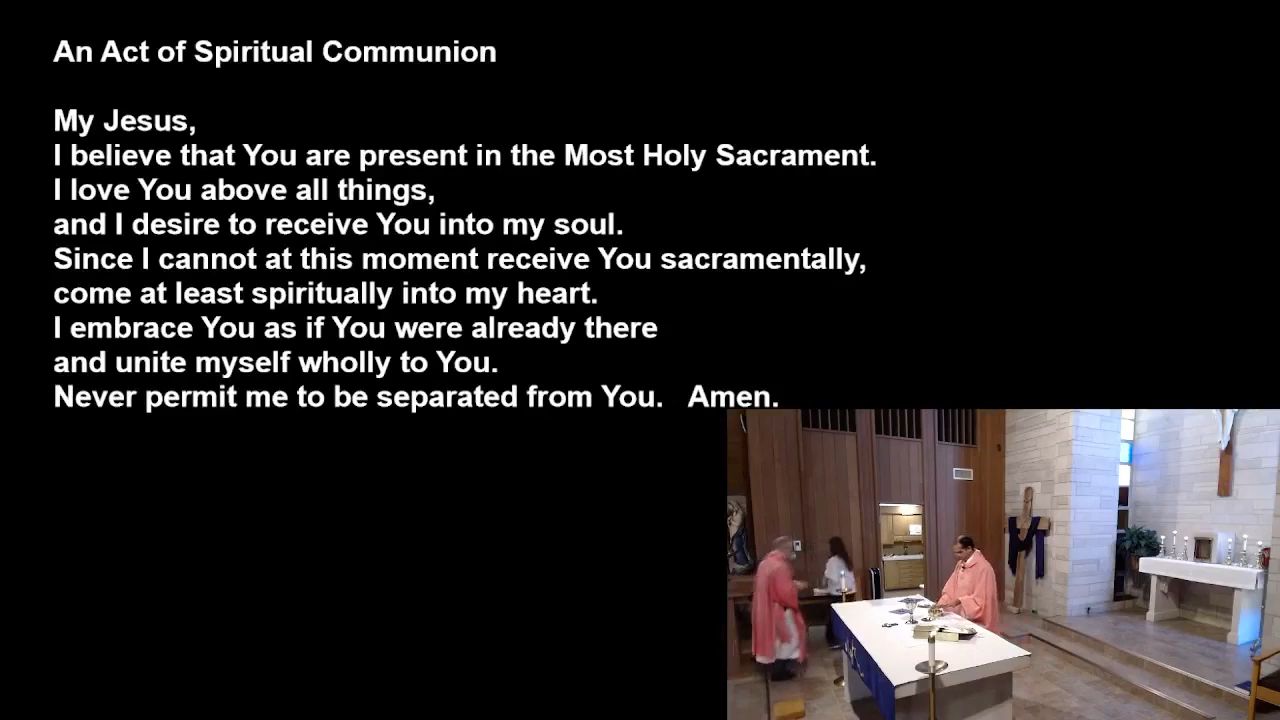 An Act of Spiritual Communion
My Jesus,
I believe that You are present in the Most Holy Sacrament.
I love You above all things,
and I desire to receive You into my soul.
Since I cannot at this moment receive You sacramentally,
come at least spiritually into my heart.
I embrace You as if You were already there
and unite myself wholly to You.
Never permit me to be separated from You.   Amen.